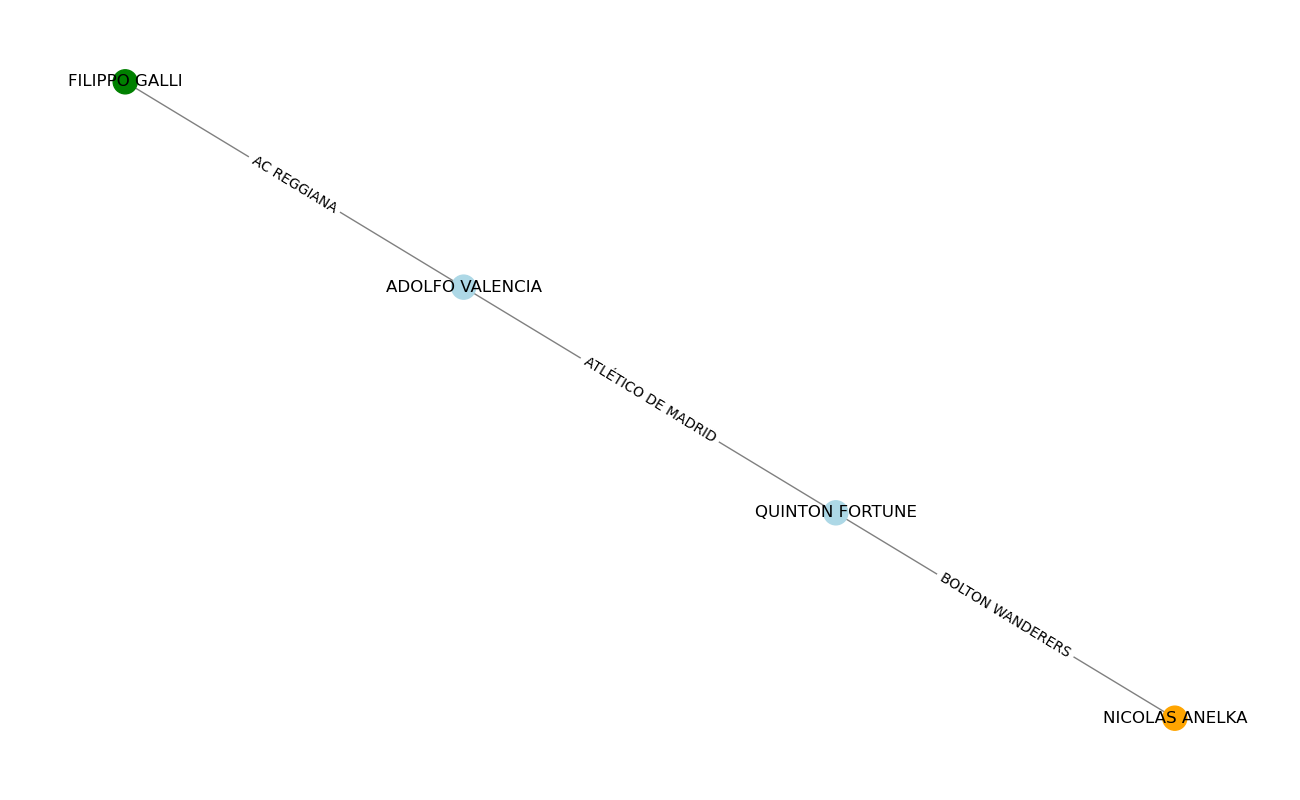 FILIPPO GALLI
AC REGGIANA
ADOLFO VALENCIA
ATLÉTICO DE MADRID
QUINTON FORTUNE
BOLTON WANDERERS
NICOLAS ANELKA